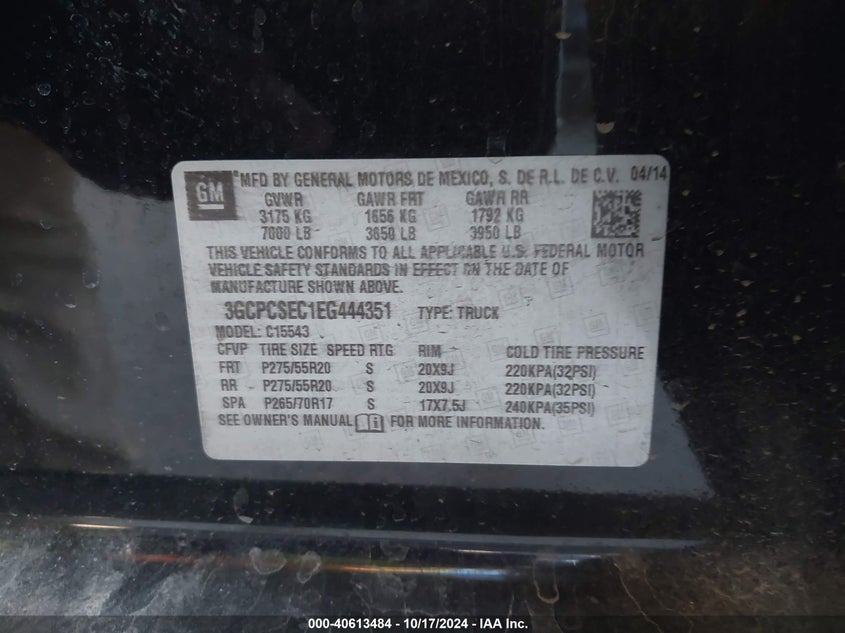 GM
MFD BY GENERAL MOTORS DE MEXICO, S. DE R.L. DE C.V. 04/14
GVWR GAWR FRT GAWR RR
3175 KG 1656 KG 1792 KG
7000 LB 3650 LB 3950 LB
THIS VEHICLE CONFORMS TO ALL APPLICABLE U.S. FEDERAL MOTOR
VEHICLE SAFETY STANDARDS IN EFFECT ON THE DATE OF
MANUFACTURE SHOWN ABOVE.
3GCPCSEC1EG444351 TYPE: TRUCK
MODEL: C15543
CFVP TIRE SIZE SPEED RTG RIM COLD TIRE PRESSURE
FRT P275/55R20 S 20X9J 220KPA(32PSI)
RR P275/55R20 S 20X9J 220KPA(32PSI)
SPA P265/70R17 S 17X7.5J 240KPA(35PSI)
SEE OWNER'S MANUAL FOR MORE INFORMATION.
000-40613484 - 10/17/2024 - IAA Inc.